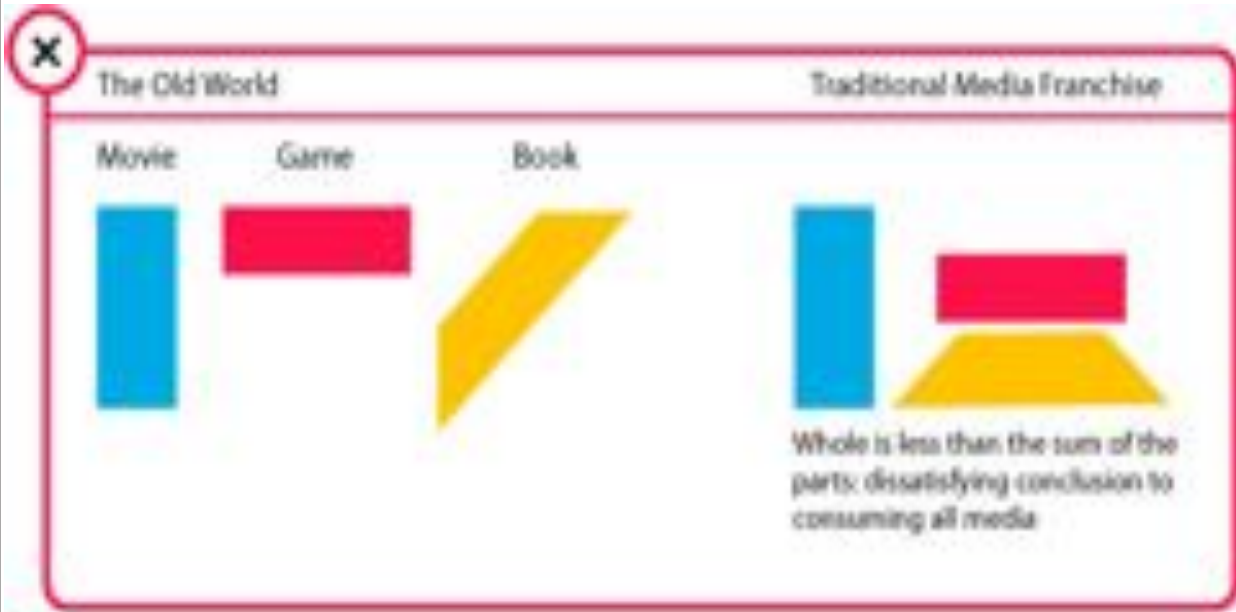 The Old World
Traditional Media Franchise
Movie
Game
Book
Whole is less than the sum of the
parts: dissatisfying conclusion to
consuming all media